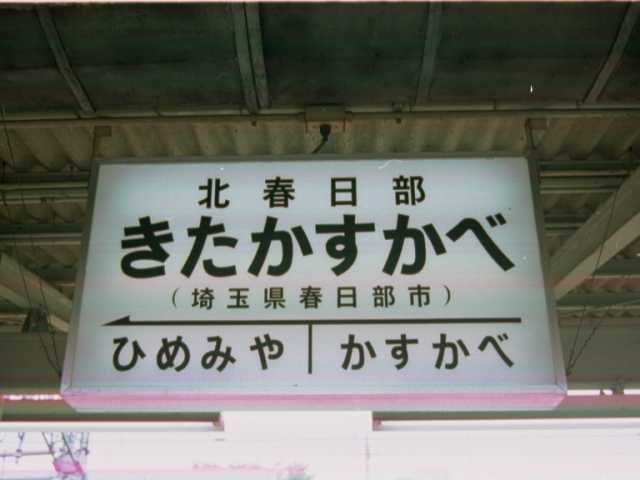 北春日部
きたかすかべ
(埼玉県春日部市)
ひめみや かすかべ